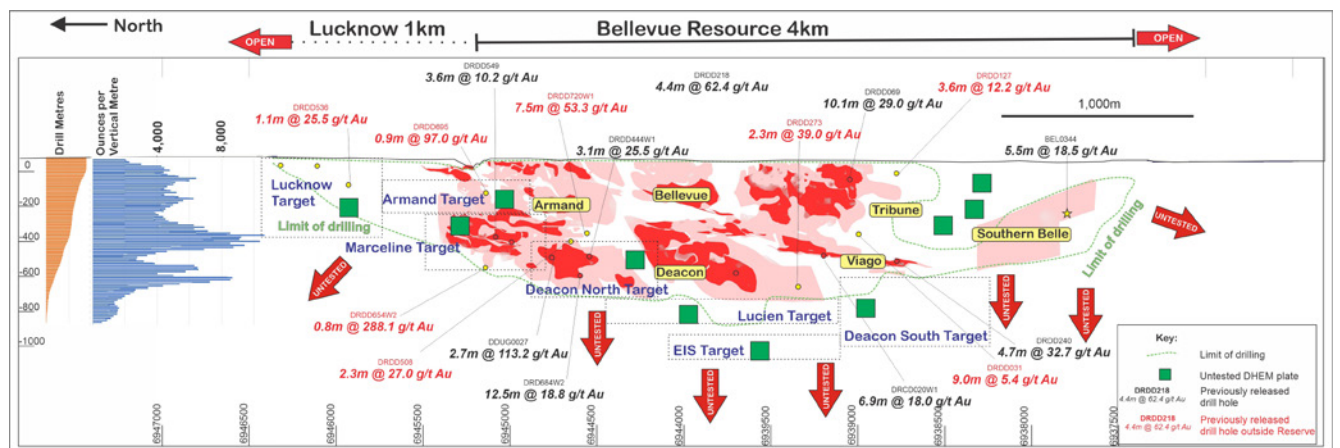 North
Lucknow 1km
Bellevue Resource 4km
OPEN
OPEN
Drill Metres
Ounces per
Vertical Metre
4,000
8,000
DRDD536
1.1m @ 25.5 g/t Au
DRDD549
3.6m @ 10.2 g/t Au
DRDD695
0.9m @ 97.0 g/t Au
DRDD720W1
7.5m @ 53.3 g/t Au
DRDD444W1
3.1m @ 25.5 g/t Au
DRDD218
4.4m @ 62.4 g/t Au
DRDD273
2.3m @ 39.0 g/t Au
DRDD069
10.1m @ 29.0 g/t Au
DRDD127
3.6m @ 12.2 g/t Au
1,000m
BEL0344
5.5m @ 18.5 g/t Au
0
-200
-400
-600
-800
-1000
Lucknow
Target
Limit of drilling
Armand Target
Armand
Marceline Target
Bellevue
Tribune
Southern Belle
Limit of drilling
UNTESTED
Deacon
Viago
Deacon North Target
Lucien Target
Deacon South Target
EIS Target
UNTESTED
UNTESTED
UNTESTED
UNTESTED
UNTESTED
UNTESTED
DRDD654W2
0.8m @ 288.1 g/t Au
DRDD508
2.3m @ 27.0 g/t Au
DDUG0027
2.7m @ 113.2 g/t Au
DRD684W2
12.5m @ 18.8 g/t Au
DRCD020W1
6.9m @ 18.0 g/t Au
DRDD031
9.0m @ 5.4 g/t Au
DRDD240
4.7m @ 32.7 g/t Au
6947000
6946500
6946000
6945500
6945000
6944500
6944000
6939500
6939000
6938500
6938000
6937500
Key:
Limit of drilling
Untested DHEM plate
DRDD218
4.4m @ 62.4 g/t Au
Previously released
drill hole
DRDD218
4.4m @ 62.4 g/t Au
Previously released
drill hole outside Reserve